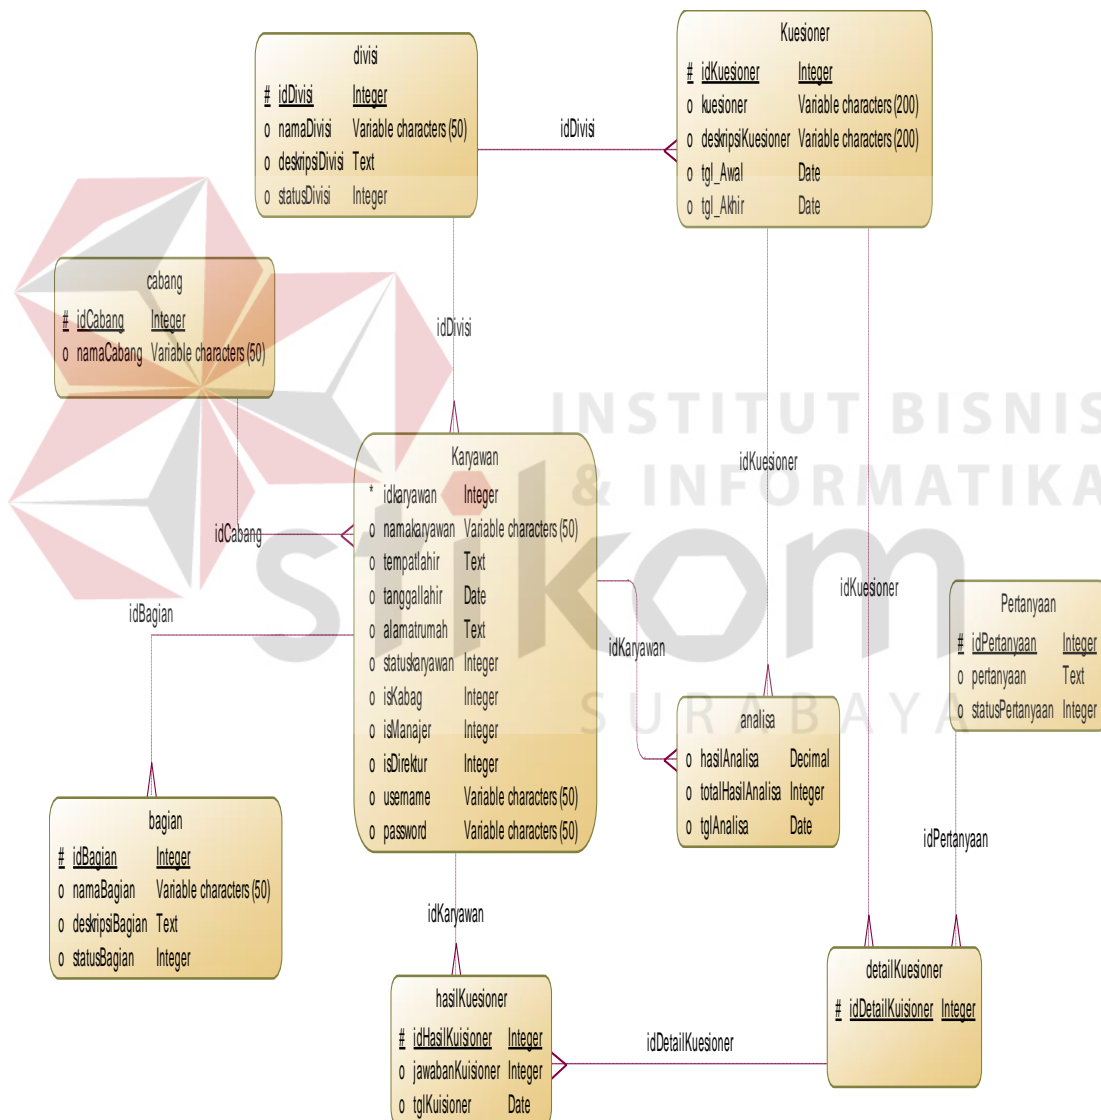 divisi
# idDivisi Integer
o namaDivisi Variable characters (50)
o deskripsiDivisi Text
o statusDivisi Integer
idDivisi
Kuesioner
# idKuesioner Integer
o kuesioner Variable characters (200)
o deskripsiKuesioner Variable characters (200)
o tgl_Awal Date
o tgl_Akhir Date
cabang
# idCabang Integer
o namaCabang Variable characters (50)
idDivisi
idCabang
Karyawan
* idkaryawan Integer
o namakaryawan Variable characters (50)
o tempatlahir Text
o tanggallahir Date
o alamatrumah Text
o statuskaryawan Integer
o isKabag Integer
o isManajer Integer
o isDirektur Integer
o username Variable characters (50)
o password Variable characters (50)
INSTITUT BISNIS
& INFORMATIKA
stikom
SURABAYA
idKuesioner
idKuesioner
idBagian
idKaryawan
Pertanyaan
# idPertanyaan Integer
o pertanyaan Text
o statusPertanyaan Integer
analisa
o hasilAnalisa Decimal
o totalHasilAnalisa Integer
o tglAnalisa Date
idPertanyaan
bagian
# idBagian Integer
o namaBagian Variable characters (50)
o deskripsiBagian Text
o statusBagian Integer
idKaryawan
hasilKuesioner
# idHasilKuisioner Integer
o jawabanKuisioner Integer
o tglKuisioner Date
idDetailKuesioner
detailKuesioner
# idDetailKuisioner Integer